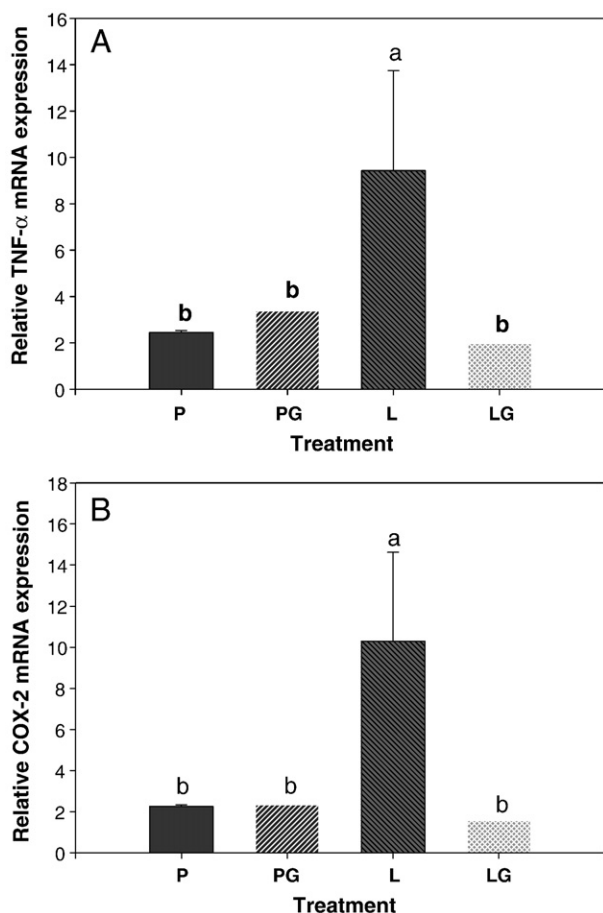 A
Relative TNF-α mRNA expression
16
14
12
10
8
6
4
2
0
b
b
a
b
P PG L LG
Treatment
B
Relative COX-2 mRNA expression
18
16
14
12
10
8
6
4
2
0
b
b
a
b
P PG L LG
Treatment